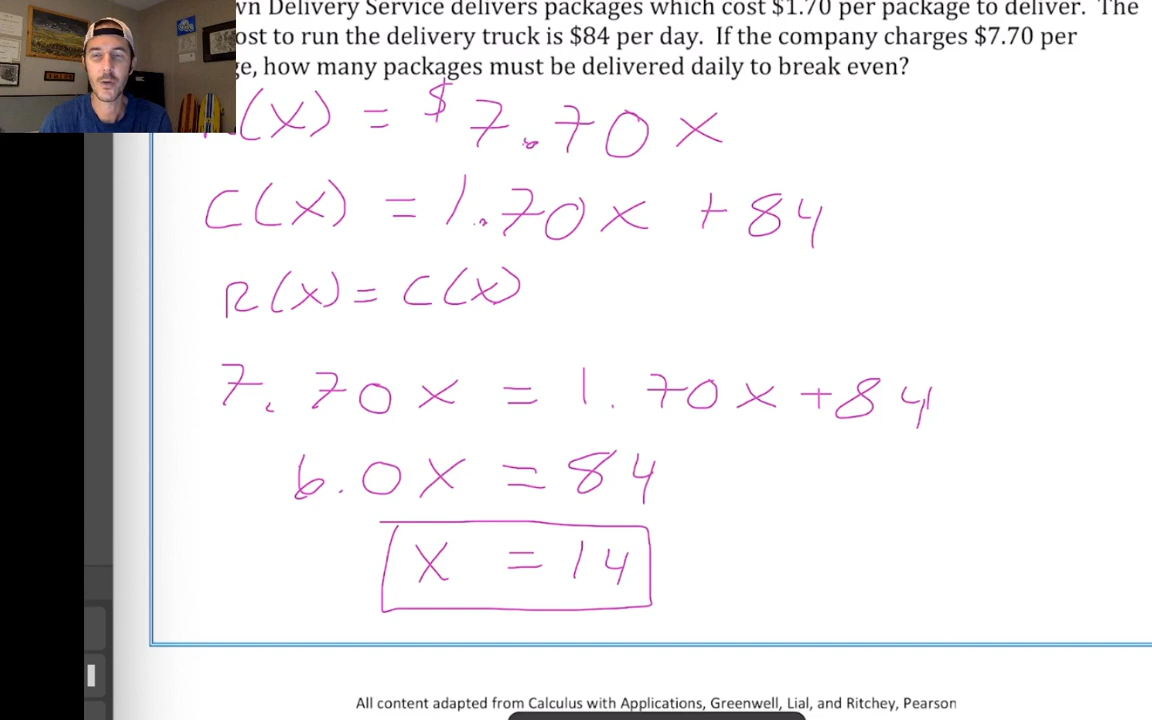 Delivery Service delivers packages which cost $1.70 per package to deliver. The
to run the delivery truck is $84 per day. If the company charges $7.70 per
how many packages must be delivered daily to break even?
(X) = $7.70x
C(X) = 1.70x + 84
R(X) = C(X)
7.70x = 1.70x + 84
6.0x = 84
x = 14
All content adapted from Calculus with Applications, Greenwell, Lial, and Ritchey, Pearson